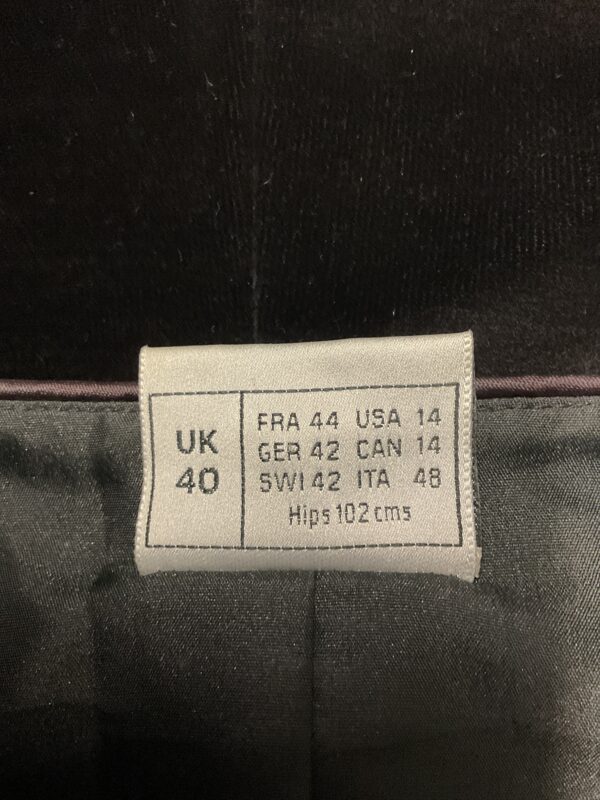 UK
40
FRA 44 USA 14
GER 42 CAN 14
SWI 42 ITA 48
Hips 102 cms